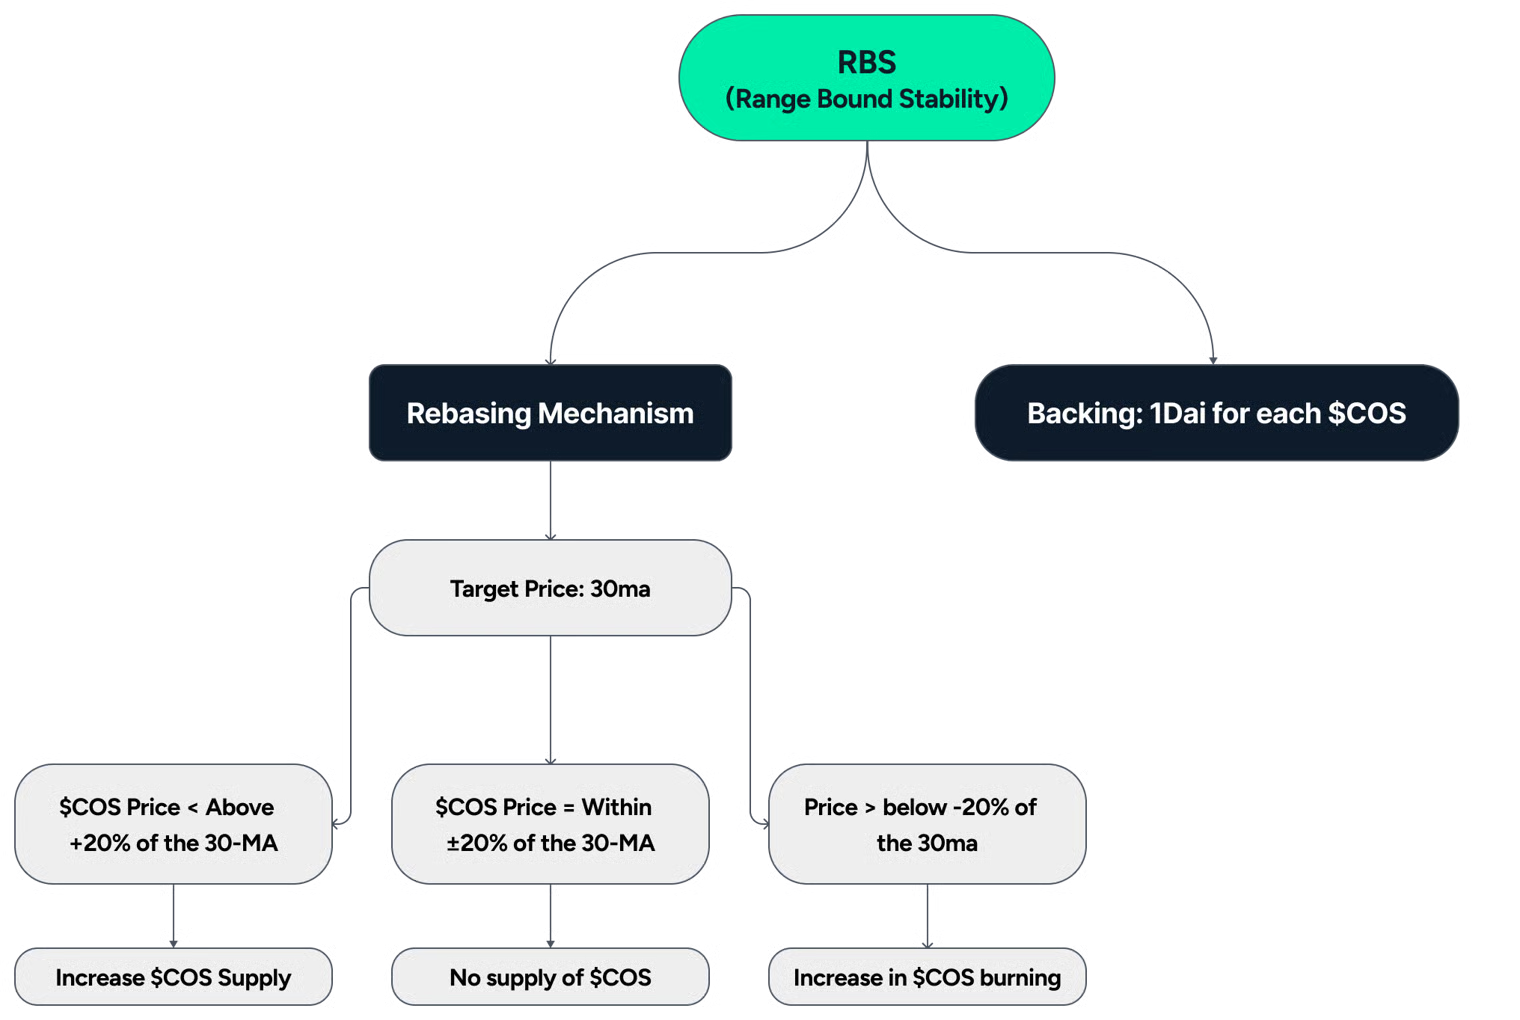 RBS
(Range Bound Stability)
Rebasing Mechanism
Backing: 1Dai for each $COS
Target Price: 30ma
$COS Price < Above
+20% of the 30-MA
$COS Price = Within
±20% of the 30-MA
Price > below -20% of
the 30ma
Increase $COS Supply
No supply of $COS
Increase in $COS burning